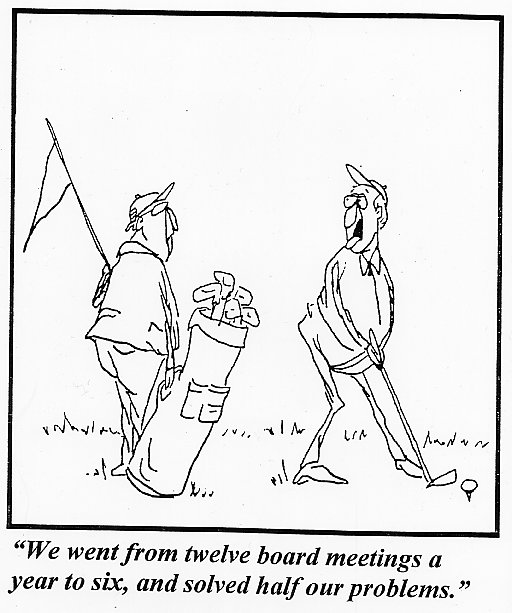 “We went from twelve board meetings a
year to six, and solved half our problems.”